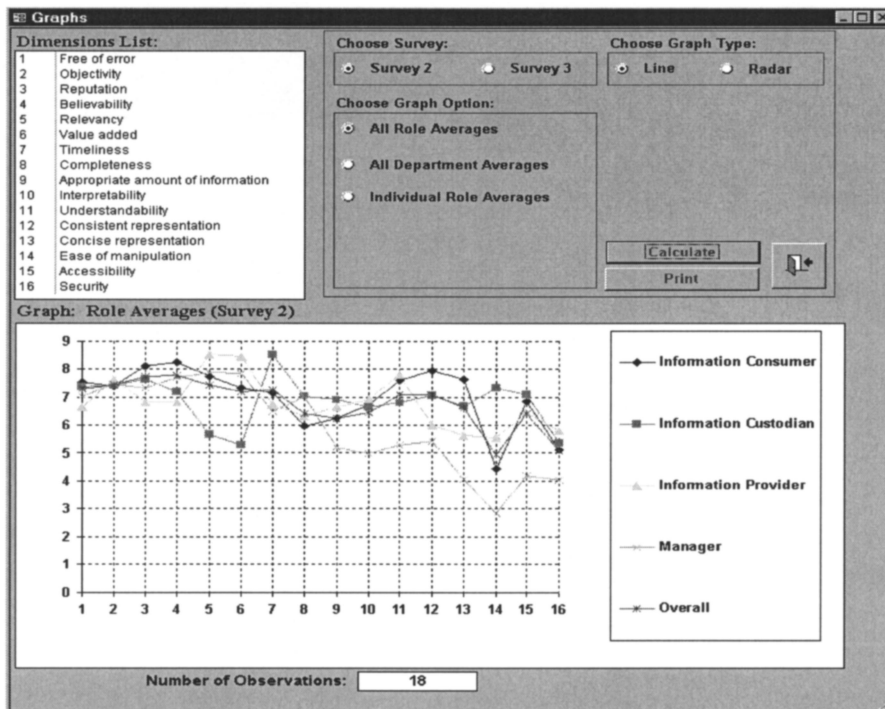 Graphs
Dimensions List:
1 Free of error
2 Objectivity
3 Reputation
4 Believability
5 Relevancy
6 Value added
7 Timeliness
8 Completeness
9 Appropriate amount of information
10 Interpretability
11 Understandability
12 Consistent representation
13 Concise representation
14 Ease of manipulation
15 Accessibility
16 Security
Choose Survey:
Survey 2 Survey 3
Choose Graph Type:
Line Radar
Choose Graph Option:
All Role Averages
All Department Averages
Individual Role Averages
Calculate
Print
Graph: Role Averages (Survey 2)
9
8
7
6
5
4
3
2
1
0
1 2 3 4 5 6 7 8 9 10 11 12 13 14 15 16
Information Consumer
Information Custodian
Information Provider
Manager
Overall
Number of Observations: 18